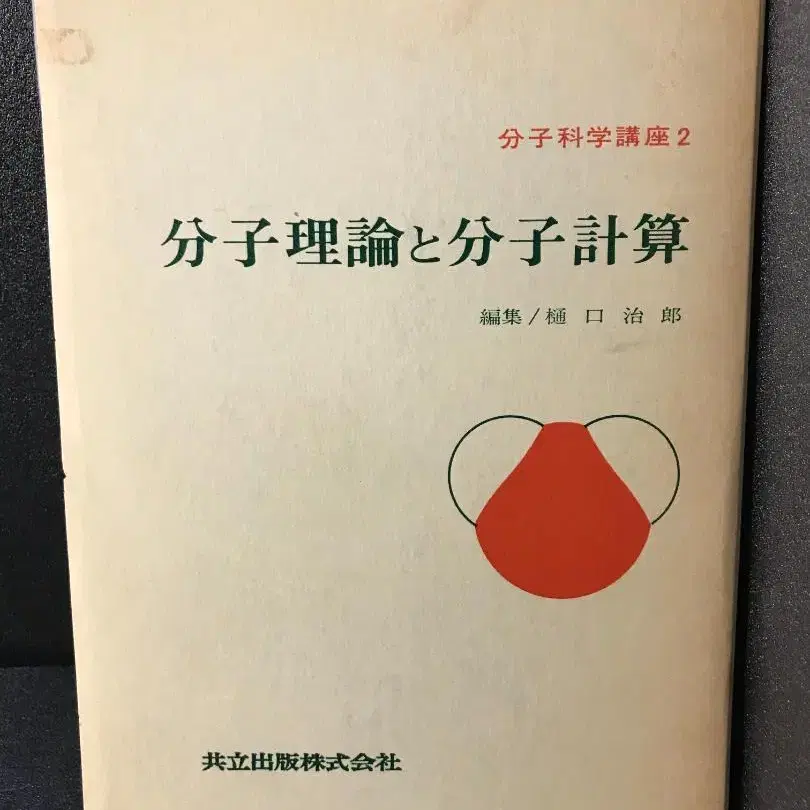 分子科学講座2
分子理論と分子計算
編集/樋口治郎
共立出版株式会社